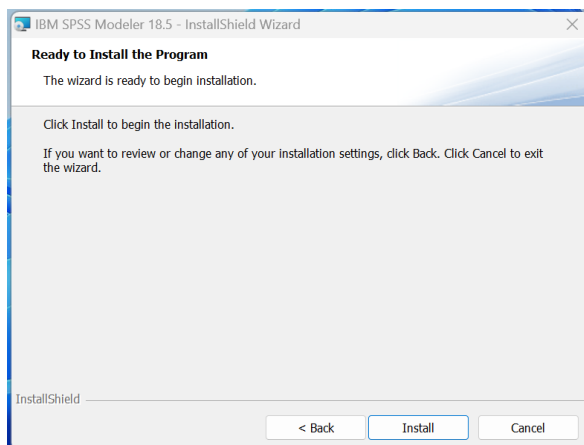 IBM SPSS Modeler 18.5 - InstallShield Wizard
Ready to Install the Program
The wizard is ready to begin installation.
Click Install to begin the installation.
If you want to review or change any of your installation settings, click Back. Click Cancel to exit
the wizard.
InstallShield
< Back Install Cancel